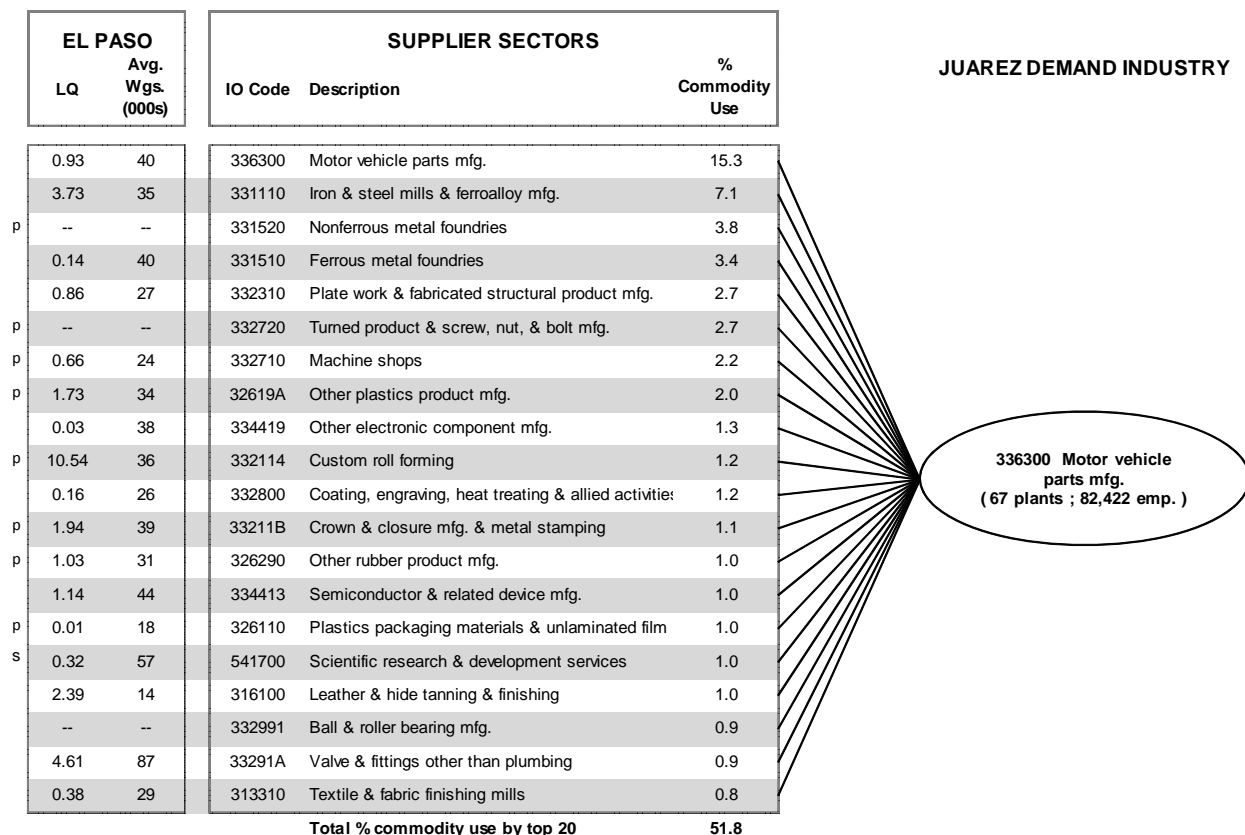 EL PASO
SUPPLIER SECTORS
JUAREZ DEMAND INDUSTRY
LQ Avg. Wgs. (000s) IO Code Description % Commodity Use
0.93 40 336300 Motor vehicle parts mfg. 15.3
3.73 35 331110 Iron & steel mills & ferroalloy mfg. 7.1
p -- -- 331520 Nonferrous metal foundries 3.8
0.14 40 331510 Ferrous metal foundries 3.4
0.86 27 332310 Plate work & fabricated structural product mfg. 2.7
p -- -- 332720 Turned product & screw, nut, & bolt mfg. 2.7
p 0.66 24 332710 Machine shops 2.2
p 1.73 34 32619A Other plastics product mfg. 2.0
0.03 38 334419 Other electronic component mfg. 1.3
p 10.54 36 332114 Custom roll forming 1.2
0.16 26 332800 Coating, engraving, heat treating & allied activities 1.2
p 1.94 39 33211B Crown & closure mfg. & metal stamping 1.1
p 1.03 31 326290 Other rubber product mfg. 1.0
1.14 44 334413 Semiconductor & related device mfg. 1.0
p 0.01 18 326110 Plastics packaging materials & unlaminated film 1.0
s 0.32 57 541700 Scientific research & development services 1.0
2.39 14 316100 Leather & hide tanning & finishing 1.0
-- -- 332991 Ball & roller bearing mfg. 0.9
4.61 87 33291A Valve & fittings other than plumbing 0.9
0.38 29 313310 Textile & fabric finishing mills 0.8
Total % commodity use by top 20 51.8
336300 Motor vehicle
parts mfg.
( 67 plants ; 82,422 emp. )